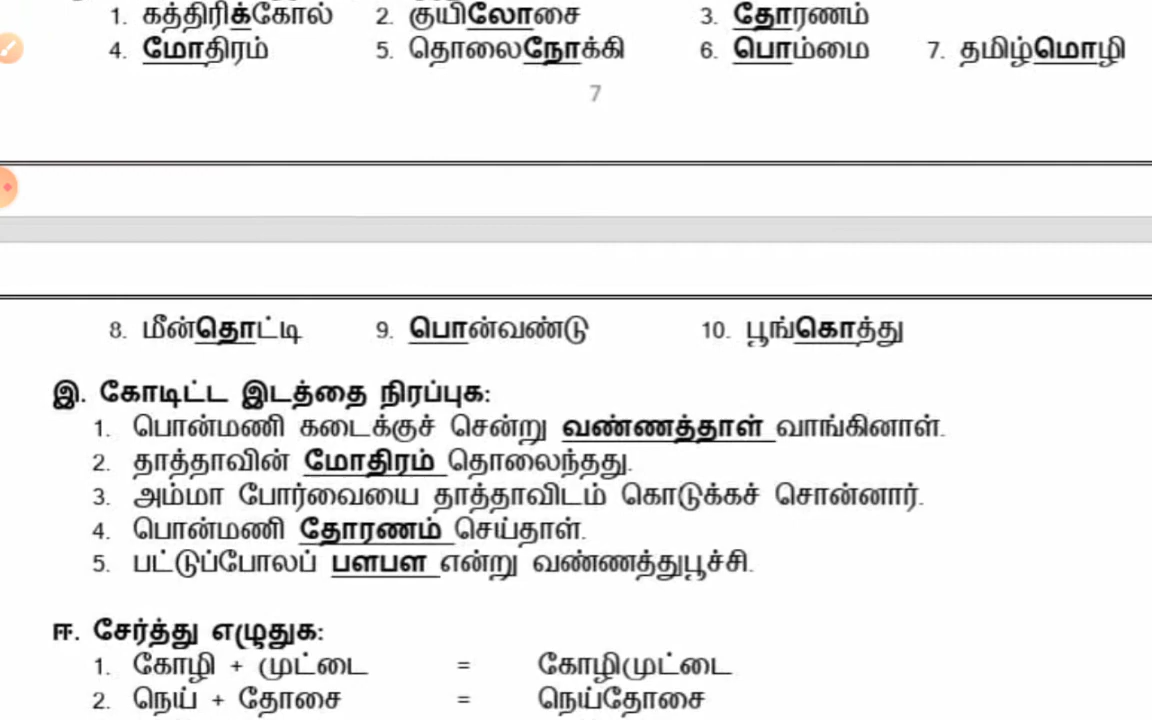 1. கத்திரிக்கோல் 2. குயிலோசை 3. தோரணம்
4. மோதிரம் 5. தொலைநோக்கி 6. பொம்மை 7. தமிழ்மொழி
7
8. மீன்தொட்டி 9. பொன்வண்டு 10. பூங்கொத்து
இ. கோடிட்ட இடத்தை நிரப்புக:
1. பொன்மணி கடைக்குச் சென்று வண்ணத்தாள் வாங்கினாள்.
2. தாத்தாவின் மோதிரம் தொலைந்தது.
3. அம்மா போர்வையை தாத்தாவிடம் கொடுக்கச் சொன்னார்.
4. பொன்மணி தோரணம் செய்தாள்.
5. பட்டுப்போலப் பளபள என்று வண்ணத்துபூச்சி.
ஈ. சேர்த்து எழுதுக:
1. கோழி + முட்டை = கோழிமுட்டை
2. நெய் + தோசை = நெய்தோசை